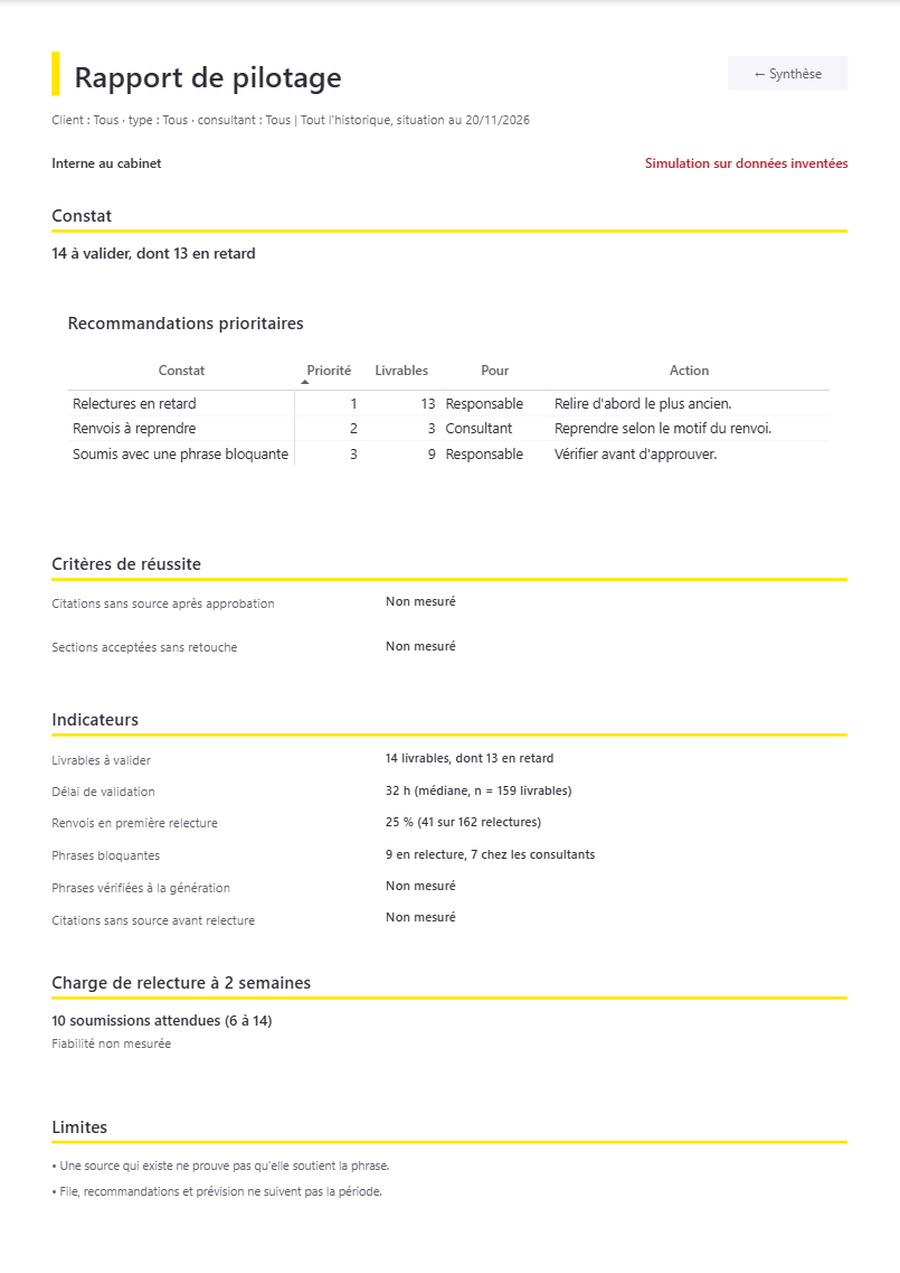 Rapport de pilotage
← Synthèse
Client : Tous · type : Tous · consultant : Tous | Tout l'historique, situation au 20/11/2026
Interne au cabinet
Simulation sur données inventées
Constat
14 à valider, dont 13 en retard
Recommandations prioritaires
Constat Priorité Livrables Pour Action
Relectures en retard 1 13 Responsable Relire d'abord le plus ancien.
Renvois à reprendre 2 3 Consultant Reprendre selon le motif du renvoi.
Soumis avec une phrase bloquante 3 9 Responsable Vérifier avant d'approuver.
Critères de réussite
Citations sans source après approbation Non mesuré
Sections acceptées sans retouche Non mesuré
Indicateurs
Livrables à valider 14 livrables, dont 13 en retard
Délai de validation 32 h (médiane, n = 159 livrables)
Renvois en première relecture 25 % (41 sur 162 relectures)
Phrases bloquantes 9 en relecture, 7 chez les consultants
Phrases vérifiées à la génération Non mesuré
Citations sans source avant relecture Non mesuré
Charge de relecture à 2 semaines
10 soumissions attendues (6 à 14)
Fiabilité non mesurée
Limites
• Une source qui existe ne prouve pas qu'elle soutient la phrase.
• File, recommandations et prévision ne suivent pas la période.